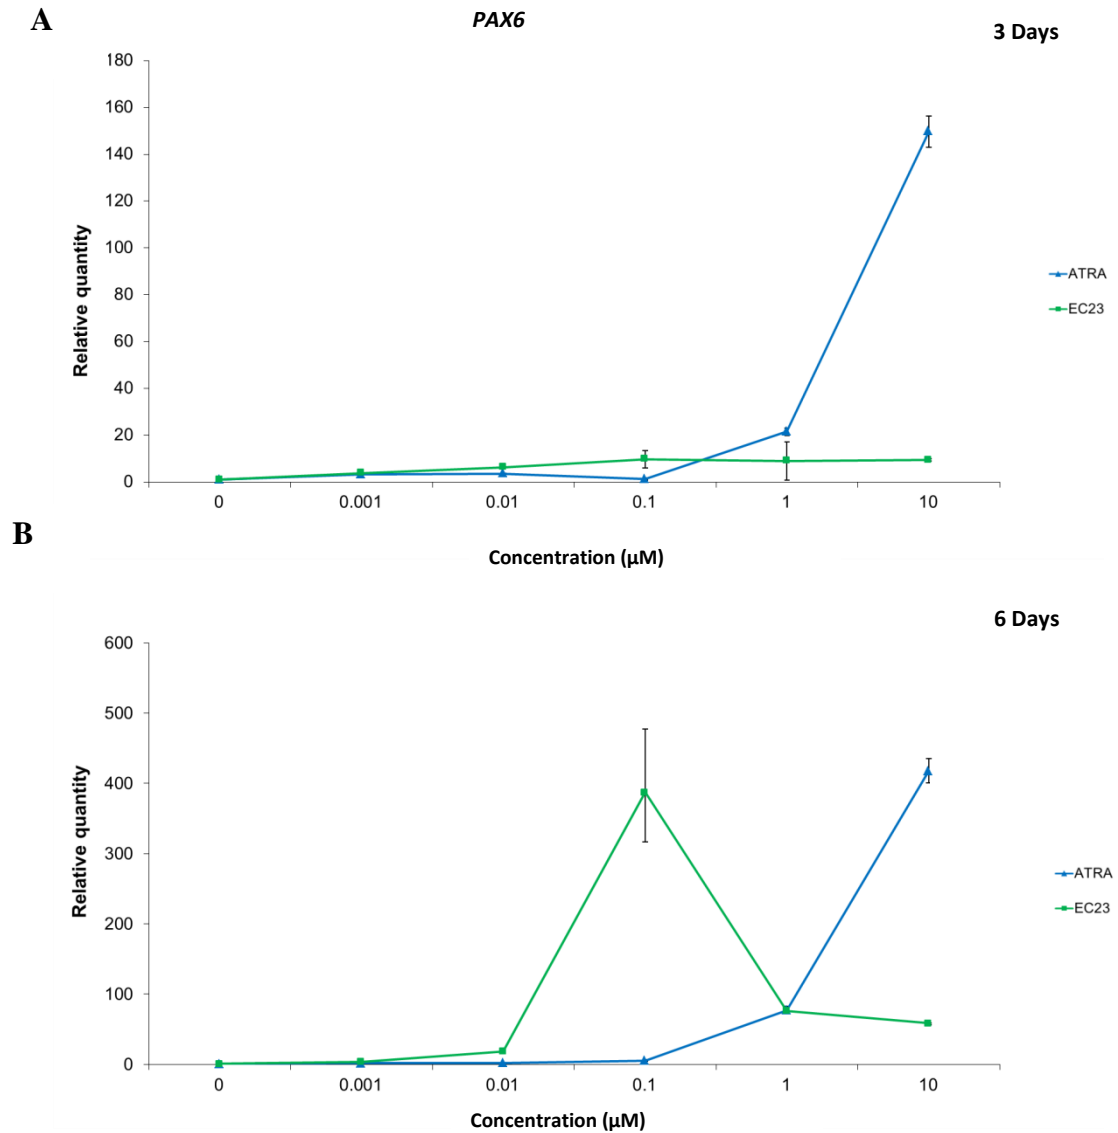 A
PAX6
3 Days
180
160
140
120
100
80
60
40
20
0
Relative quantity
0 0.001 0.01 0.1 1 10
Concentration (µM)
ATRA
EC23
B
6 Days
600
500
400
300
200
100
0
Relative quantity
0 0.001 0.01 0.1 1 10
Concentration (µM)
ATRA
EC23